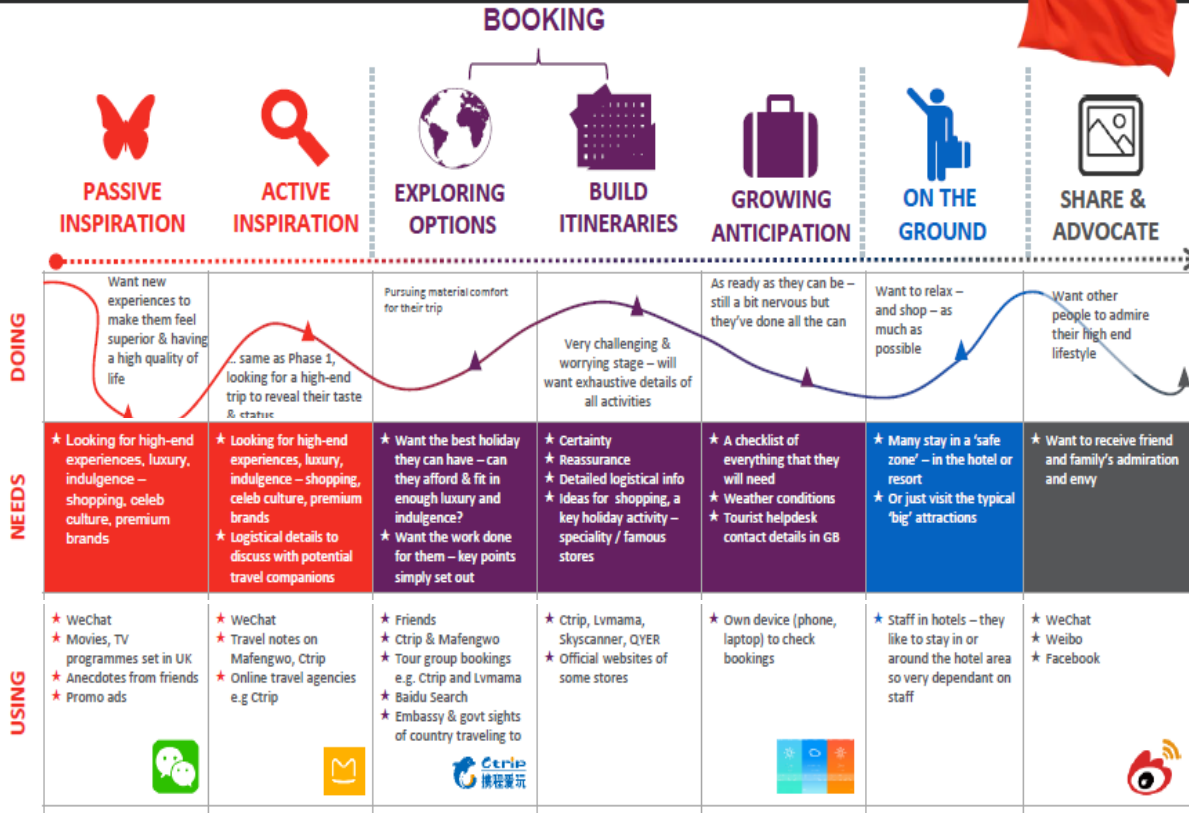 BOOKING
PASSIVE
INSPIRATION
ACTIVE
INSPIRATION
EXPLORING
OPTIONS
BUILD
ITINERARIES
GROWING
ANTICIPATION
ON THE
GROUND
SHARE &
ADVOCATE
DOING
Want new
experiences to
make them feel
superior & having
a high quality of
life
... same as Phase 1,
looking for a high-end
trip to reveal their taste
& status
Pursuing material comfort
for their trip
Very challenging &
worrying stage – will
want exhaustive details of
all activities
As ready as they can be –
still a bit nervous but
they've done all the can
Want to relax –
and shop – as
much as
possible
Want other
people to admire
their high end
lifestyle
NEEDS
★ Looking for high-end
experiences, luxury,
indulgence –
shopping, celeb
culture, premium
brands
★ Looking for high-end
experiences, luxury,
indulgence – shopping,
celeb culture, premium
brands
★ Logistical details to
discuss with potential
travel companions
★ Want the best holiday
they can have – can
they afford & fit in
enough luxury and
indulgence?
★ Want the work done
for them – key points
simply set out
★ Certainty
★ Reassurance
★ Detailed logistical info
★ Ideas for shopping, a
key holiday activity –
speciality / famous
stores
★ A checklist of
everything that they
will need
★ Weather conditions
★ Tourist helpdesk
contact details in GB
★ Many stay in a 'safe
zone' – in the hotel or
resort
★ Or just visit the typical
'big' attractions
★ Want to receive friend
and family's admiration
and envy
USING
★ WeChat
★ Movies, TV
programmes set in UK
★ Anecdotes from friends
★ Promo ads
★ WeChat
★ Travel notes on
Mafengwo, Ctrip
★ Online travel agencies
e.g Ctrip
★ Friends
★ Ctrip & Mafengwo
★ Tour group bookings
e.g. Ctrip and Lvmama
★ Baidu Search
★ Embassy & govt sights
of country traveling to
Ctrip
携程爱玩
★ Ctrip, Lvmama,
Skyscanner, QYER
★ Official websites of
some stores
★ Own device (phone,
laptop) to check
bookings
★ Staff in hotels – they
like to stay in or
around the hotel area
so very dependant on
staff
★ WeChat
★ Weibo
★ Facebook